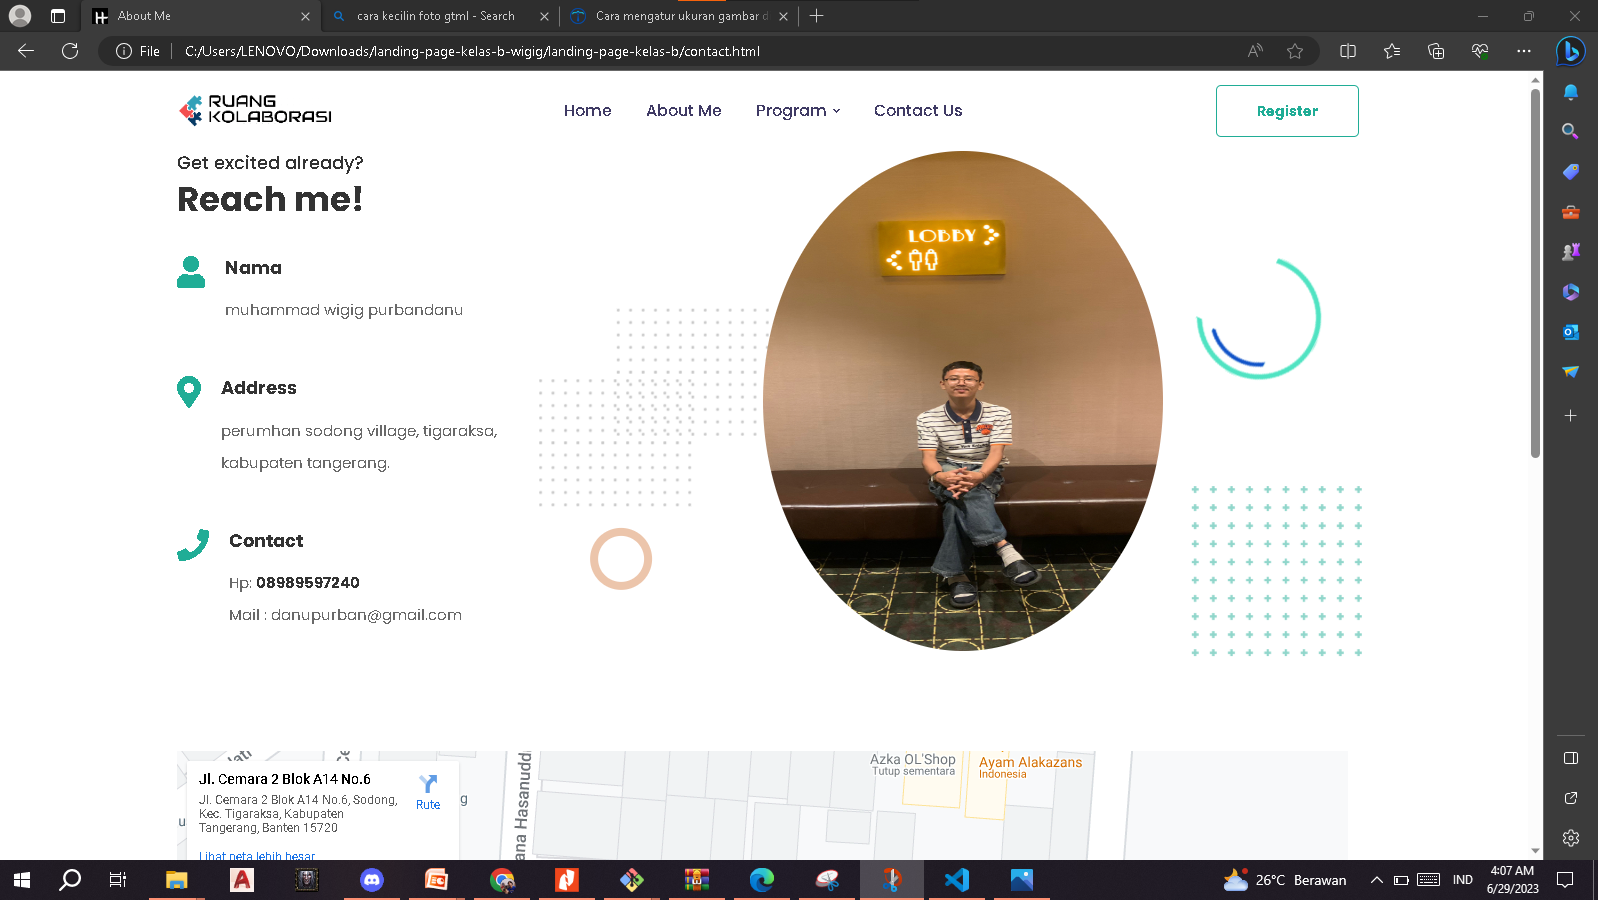 About Me
cara kecilin foto gtml - Search
Cara mengatur ukuran gambar d
File
C:/Users/LENOVO/Downloads/landing-page-kelas-b-wigig/landing-page-kelas-b/contact.html
RUANG
KOLABORASI
Home
About Me
Program
Contact Us
Register
Get excited already?
Reach me!
LOBBY
Nama
muhammad wigig purbandanu
Address
perumhan sodong village, tigaraksa,
kabupaten tangerang.
Contact
Hp: 08989597240
Mail : danupurban@gmail.com
Jl. Cemara 2 Blok A14 No.6
Jl. Cemara 2 Blok A14 No.6, Sodong,
Kec. Tigaraksa, Kabupaten
Tangerang, Banten 15720
Rute
Lihat peta lebih besar
ana Hasanudd
Azka OL'Shop
Tutup sementara
Ayam Alakazans
Indonesia
26°C Berawan
IND
4:07 AM
6/29/2023